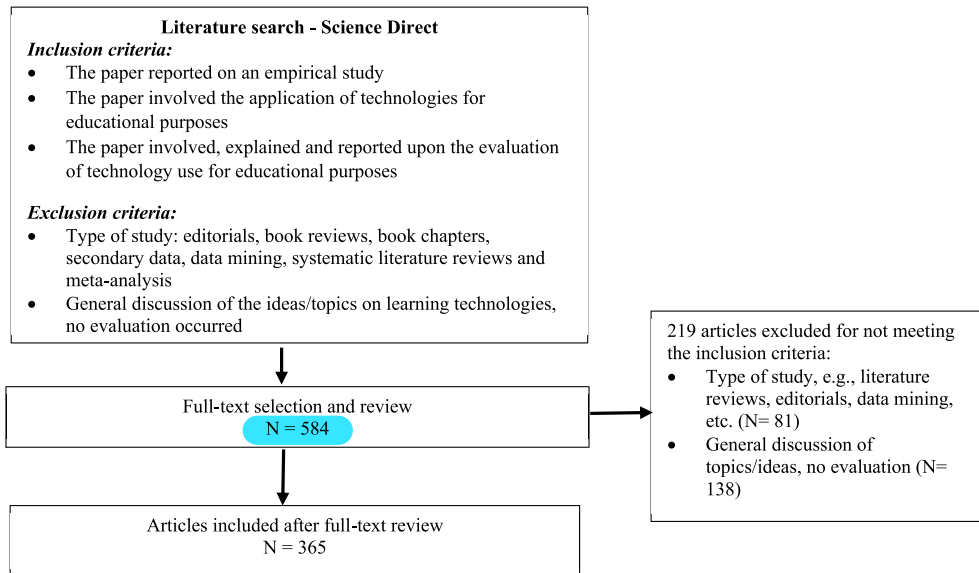 Literature search - Science Direct
Inclusion criteria:
• The paper reported on an empirical study
• The paper involved the application of technologies for
educational purposes
• The paper involved, explained and reported upon the evaluation
of technology use for educational purposes
Exclusion criteria:
• Type of study: editorials, book reviews, book chapters,
secondary data, data mining, systematic literature reviews and
meta-analysis
• General discussion of the ideas/topics on learning technologies,
no evaluation occurred
Full-text selection and review
N = 584
219 articles excluded for not meeting
the inclusion criteria:
• Type of study, e.g., literature
reviews, editorials, data mining,
etc. (N= 81)
• General discussion of
topics/ideas, no evaluation (N=
138)
Articles included after full-text review
N = 365